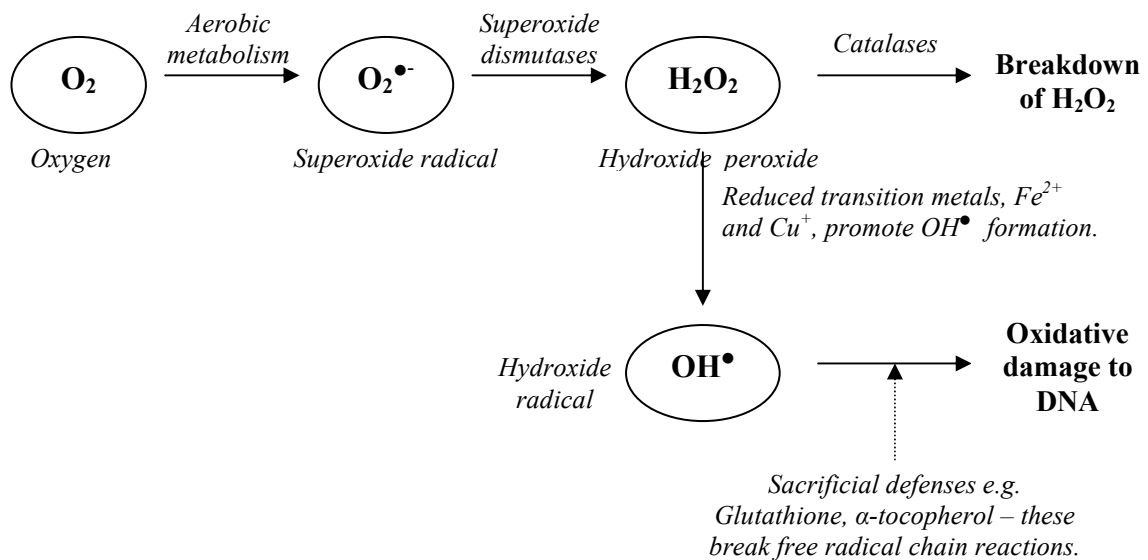 Aerobic
metabolism
Superoxide
dismutases
Catalases
O₂
O₂●-
H₂O₂
Breakdown
of H₂O₂
Oxygen
Superoxide radical
Hydroxide peroxide
Reduced transition metals, Fe²⁺
and Cu⁺, promote OH● formation.
Hydroxide
radical
OH●
Oxidative
damage to
DNA
Sacrificial defenses e.g.
Glutathione, α-tocopherol – these
break free radical chain reactions.